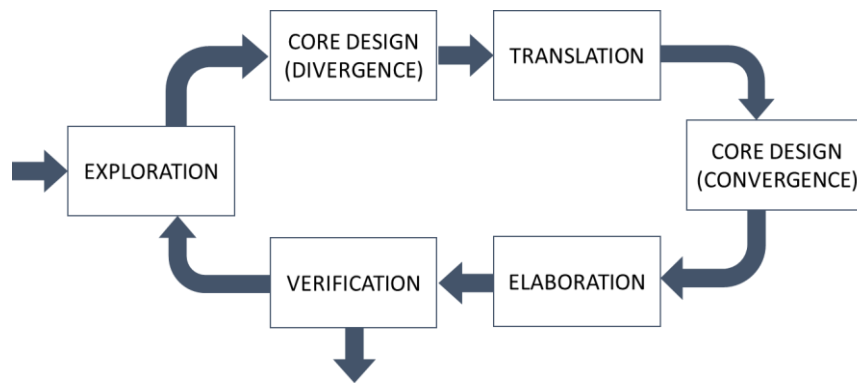 CORE DESIGN
(DIVERGENCE)
TRANSLATION
EXPLORATION
CORE DESIGN
(CONVERGENCE)
VERIFICATION
ELABORATION